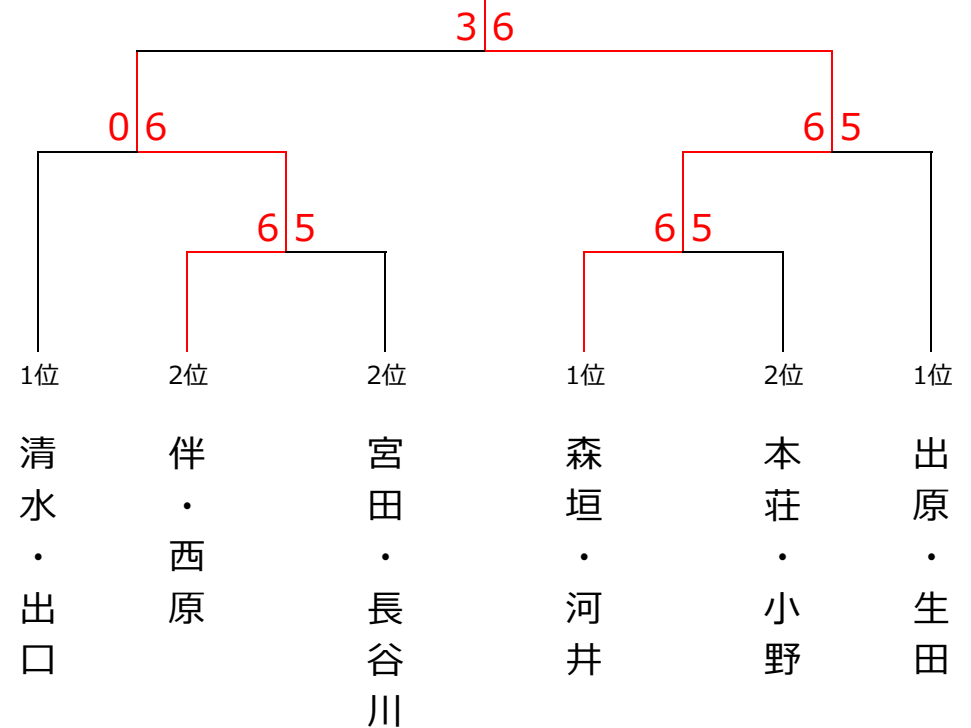 3 6
0 6
6 5
6 5
6 5
1位
2位
2位
1位
2位
1位
清水・出口
伴・西原
宮田・長谷川
森垣・河井
本荘・小野
出原・生田